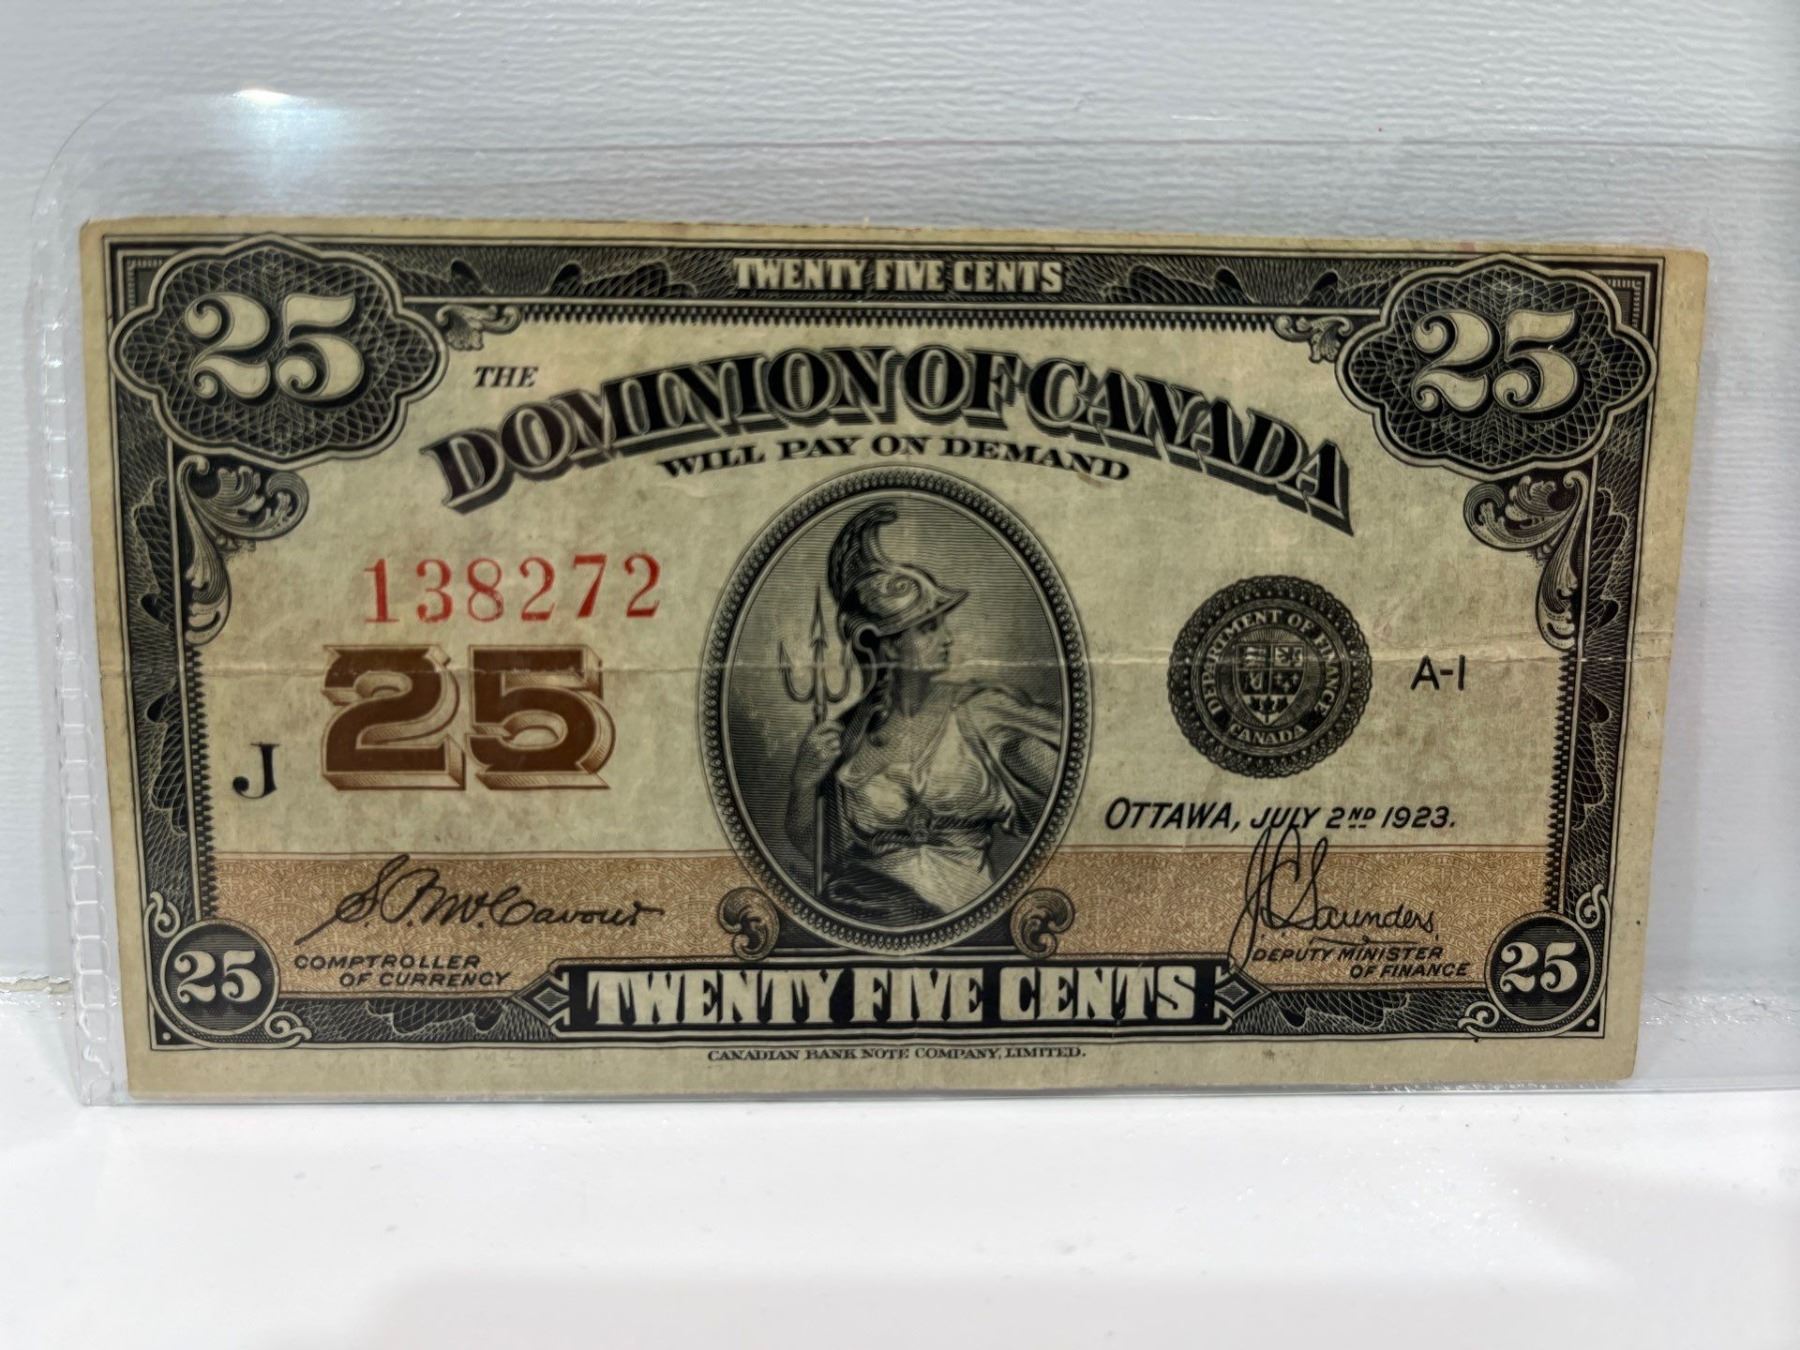 TWENTY FIVE CENTS
25 25
THE DOMINION OF CANADA
WILL PAY ON DEMAND
138272
DEPARTMENT OF FINANCE
CANADA
A-1
25
J
OTTAWA, JULY 2ND 1923.
J.C. Saunders,
COMPTROLLER
OF CURRENCY
DEPUTY MINISTER
OF FINANCE
25 25
TWENTY FIVE CENTS
CANADIAN BANK NOTE COMPANY, LIMITED.